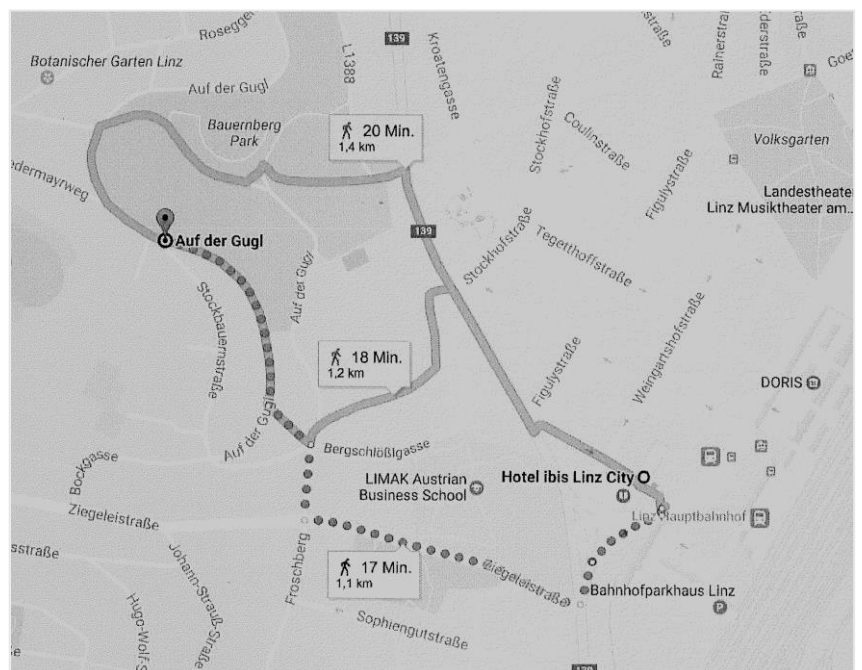 Rosegge
Botanischer Garten Linz
Auf der Gugl
L1388
139
Kroatengasse
Rainerstraße
Goe
Bauernberg
Park
20 Min.
1,4 km
Stockhofstraße
Coulinstraße
Figulystraße
Volksgarten
edermayrweg
Landestheater
Linz Musiktheater am...
Auf der Gugl
139
Stockhofstraße
Tegetthoffstraße
Auf der Gugl
Stockbauernstraße
18 Min.
1,2 km
Figulystraße
Weingartshofstraße
DORIS
Auf der Gugl
Bergschlößlgasse
Bockgasse
LIMAK Austrian
Business School
Hotel ibis Linz City
Ziegeleistraße
Linz Hauptbahnhof
sstraße
Johann-Strauß-Straße
Froschberg
17 Min.
1,1 km
Ziegeleistraße
Bahnhofparkhaus Linz
P
Hugo-Wolf-S
Sophiengutstraße
139